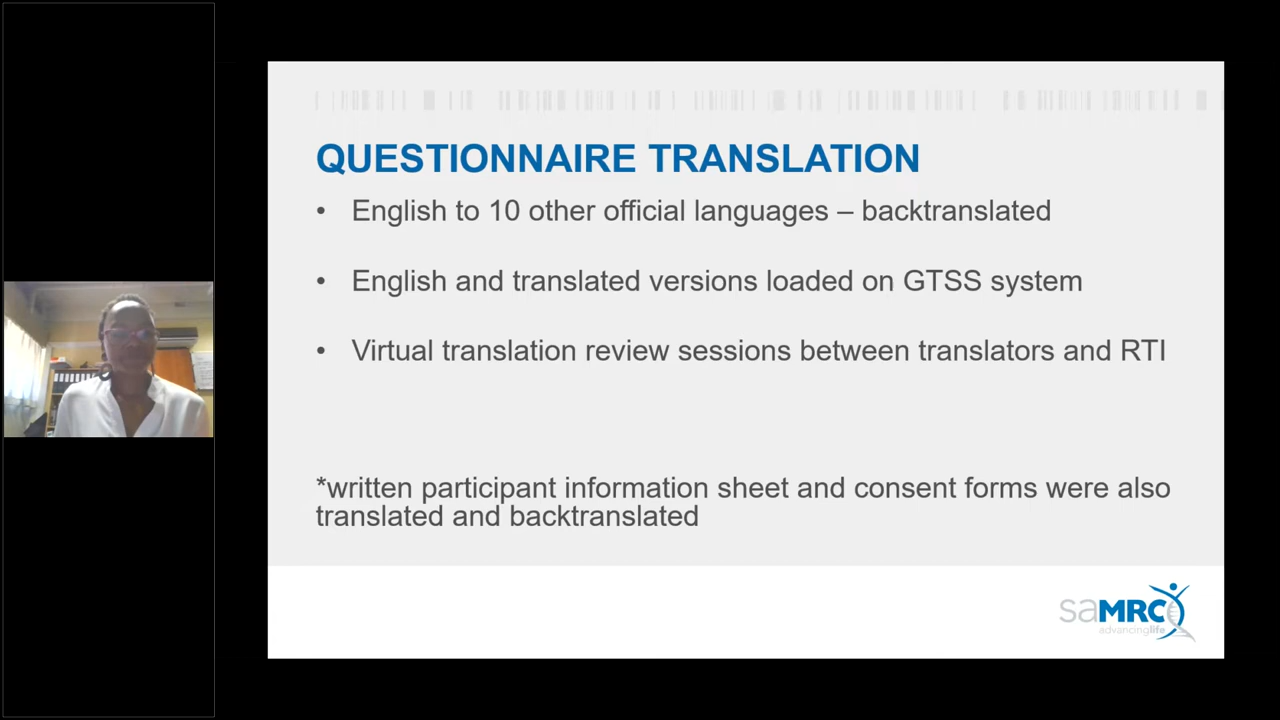 QUESTIONNAIRE TRANSLATION
• English to 10 other official languages – backtranslated
• English and translated versions loaded on GTSS system
• Virtual translation review sessions between translators and RTI
*written participant information sheet and consent forms were also
translated and backtranslated
saMRC
advancinglife